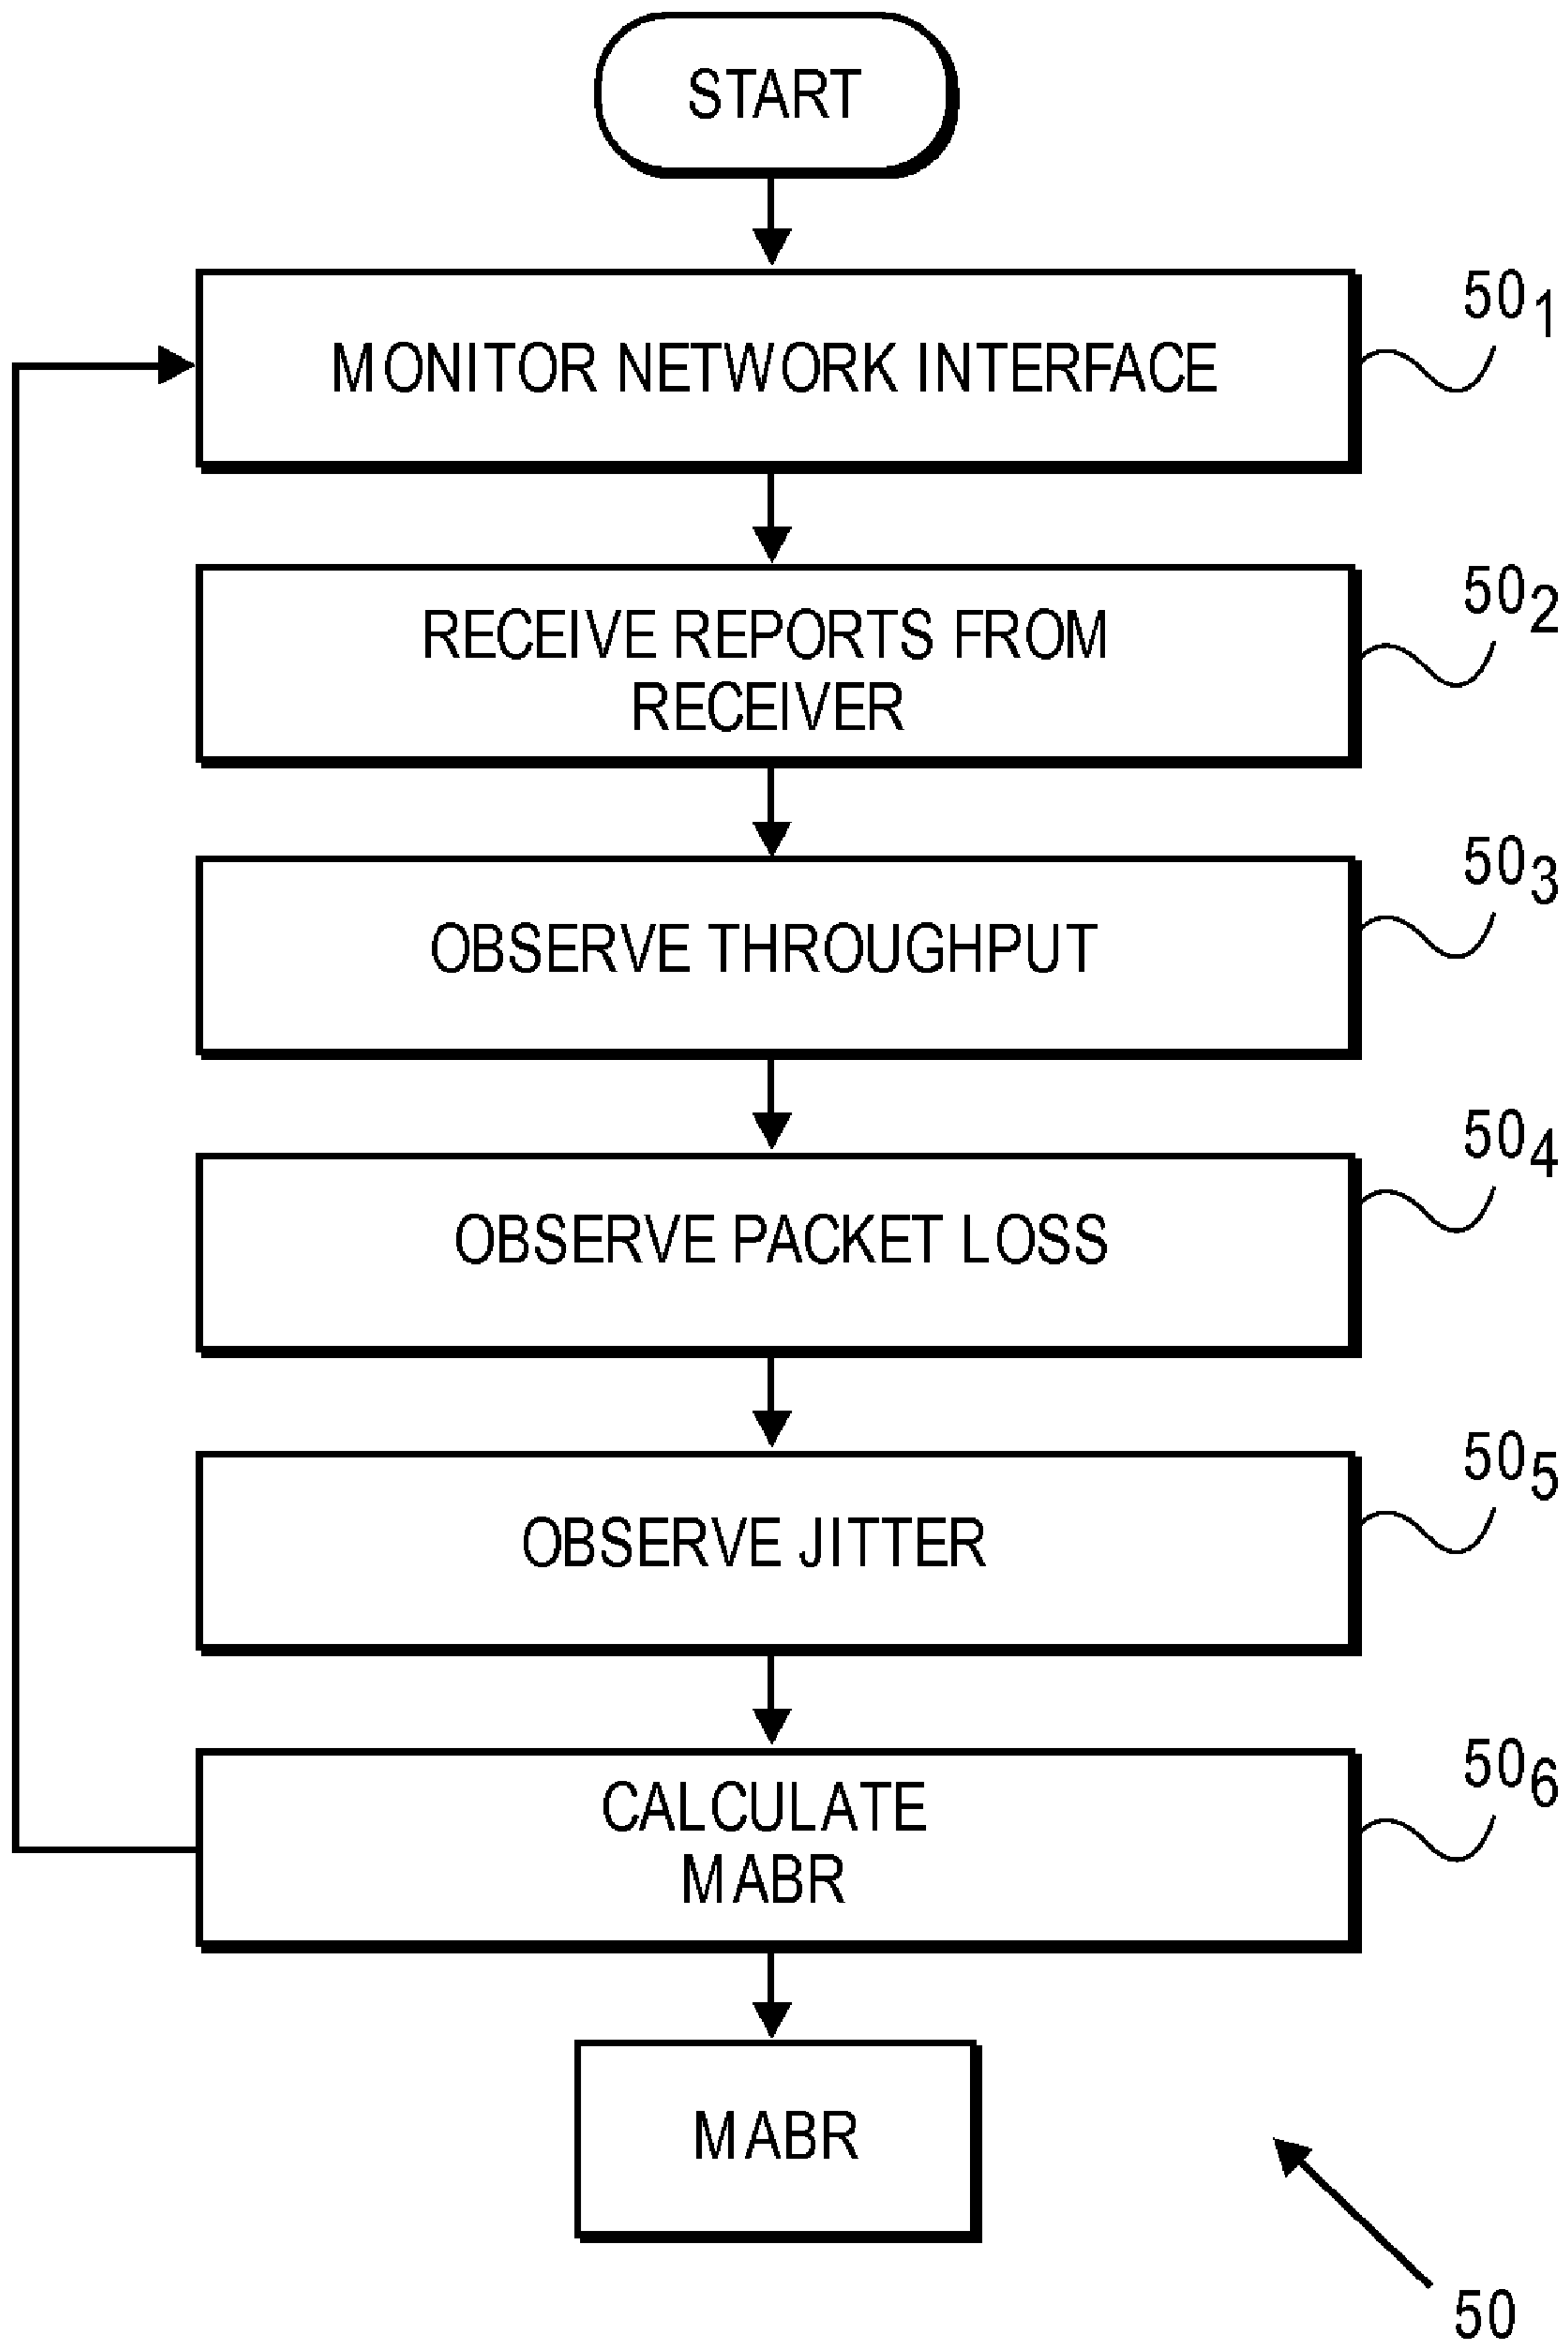 START
MONITOR NETWORK INTERFACE
50₁
RECEIVE REPORTS FROM
RECEIVER
50₂
OBSERVE THROUGHPUT
50₃
OBSERVE PACKET LOSS
50₄
OBSERVE JITTER
50₅
CALCULATE
MABR
50₆
MABR
50